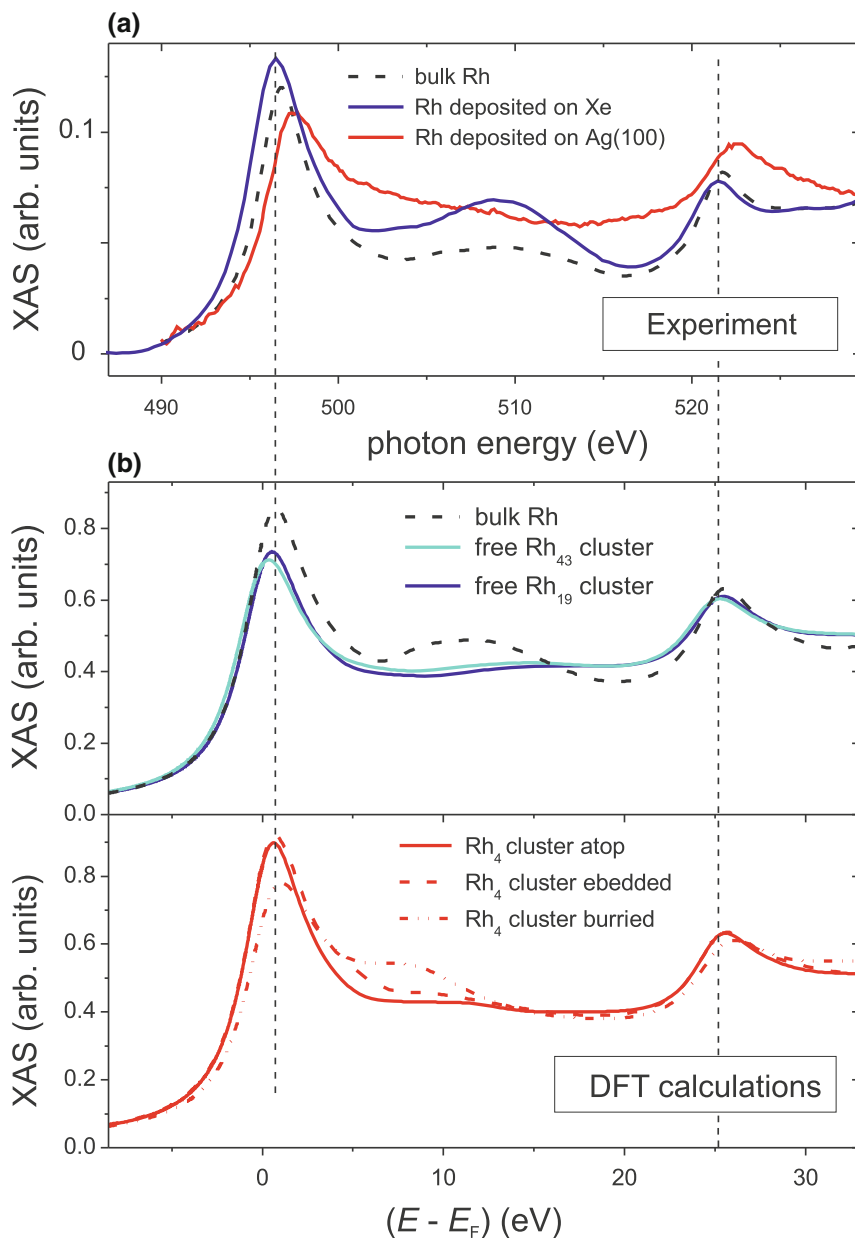 (a)
bulk Rh
Rh deposited on Xe
Rh deposited on Ag(100)
0.1
0
XAS (arb. units)
Experiment
490
500
510
520
photon energy (eV)
(b)
bulk Rh
free Rh43 cluster
free Rh19 cluster
0.8
0.6
0.4
0.2
0.0
XAS (arb. units)
Rh4 cluster atop
Rh4 cluster ebedded
Rh4 cluster burried
0.8
0.6
0.4
0.2
0.0
XAS (arb. units)
DFT calculations
0
10
20
30
(E - EF) (eV)